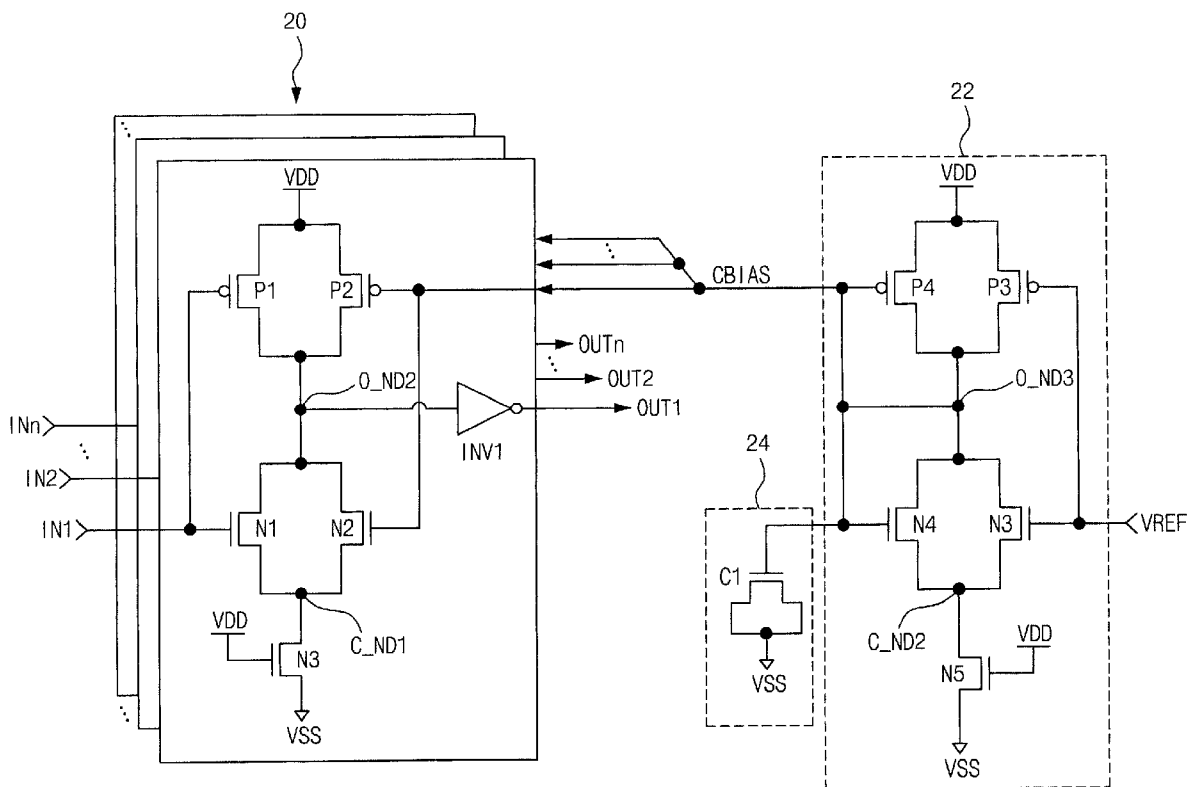 20
22
VDD
VDD
P1
P2
CBIAS
P4
P3
OUTn
O_ND2
OUT2
O_ND3
OUT1
INn
INV1
24
IN2
IN1
N1
N2
N4
N3
VREF
C1
VDD
C_ND1
C_ND2
VDD
N3
N5
VSS
VSS
VSS